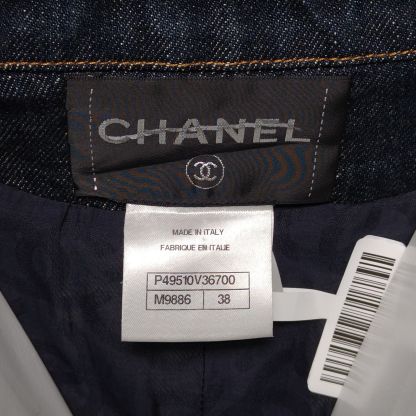 CHANEL
MADE IN ITALY
FABRIQUE EN ITALIE
P49510V36700
M9886 38